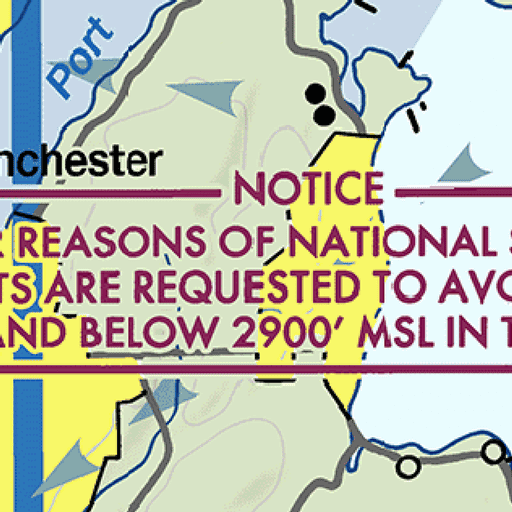 Port
nchester
NOTICE
R REASONS OF NATIONAL S
TS ARE REQUESTED TO AVO
AND BELOW 2900' MSL IN T